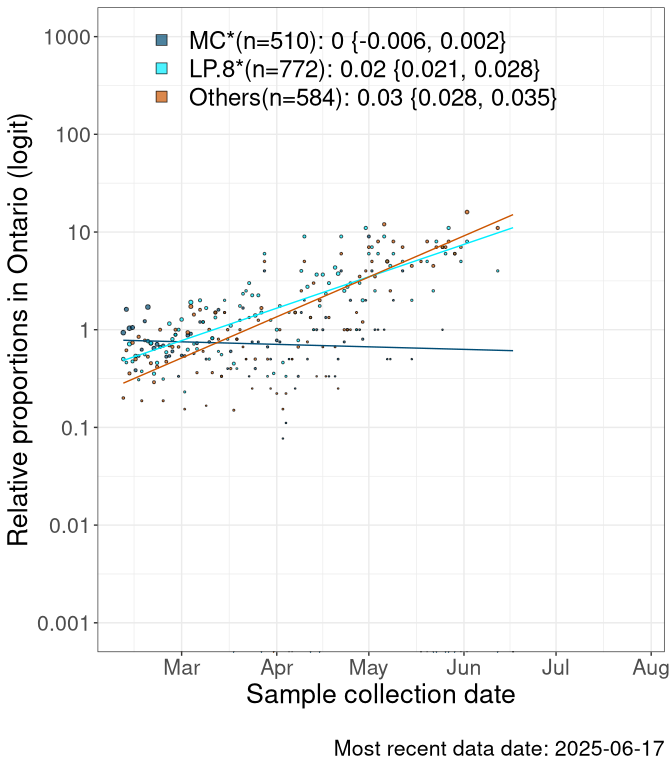 MC*(n=510): 0 {-0.006, 0.002}
LP.8*(n=772): 0.02 {0.021, 0.028}
Others(n=584): 0.03 {0.028, 0.035}
Relative proportions in Ontario (logit)
1000
100
10
1
0.1
0.01
0.001
Mar Apr May Jun Jul Aug
Sample collection date
Most recent data date: 2025-06-17